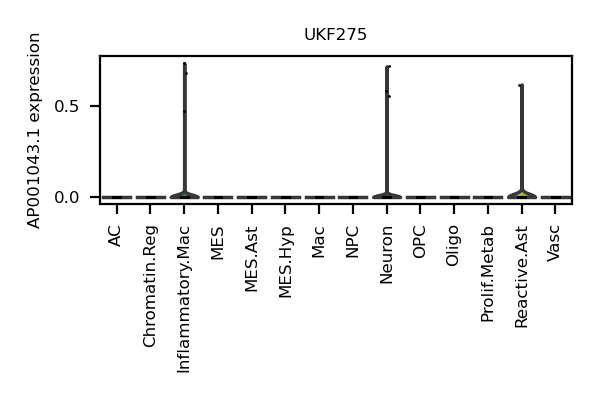 UKF275
AP001043.1 expression
0.5
0.0
AC
Chromatin.Reg
Inflammatory.Mac
MES
MES.Ast
MES.Hyp
Mac
NPC
Neuron
OPC
Oligo
Prolif.Metab
Reactive.Ast
Vasc